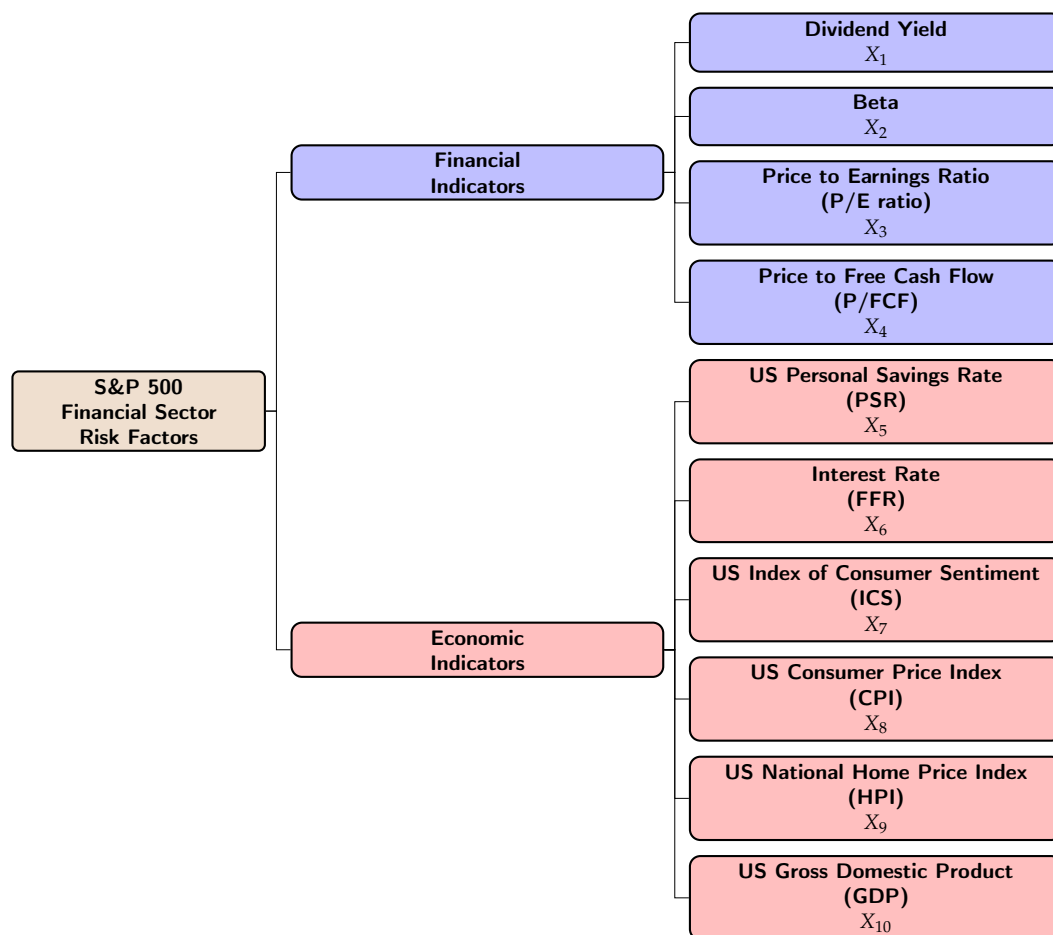 Dividend Yield
X₁
Beta
X₂
Financial
Indicators
Price to Earnings Ratio
(P/E ratio)
X₃
Price to Free Cash Flow
(P/FCF)
X₄
S&P 500
Financial Sector
Risk Factors
US Personal Savings Rate
(PSR)
X₅
Interest Rate
(FFR)
X₆
US Index of Consumer Sentiment
(ICS)
X₇
Economic
Indicators
US Consumer Price Index
(CPI)
X₈
US National Home Price Index
(HPI)
X₉
US Gross Domestic Product
(GDP)
X₁₀